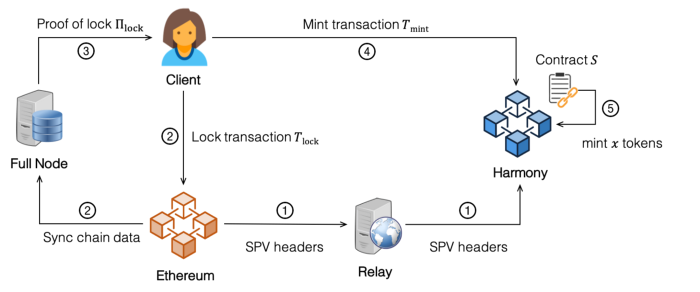 Proof of lock Π_lock
3
Mint transaction T_mint
4
Client
Contract S
5
mint x tokens
Full Node
2
Lock transaction T_lock
Harmony
2
Sync chain data
1
SPV headers
1
SPV headers
Ethereum
Relay